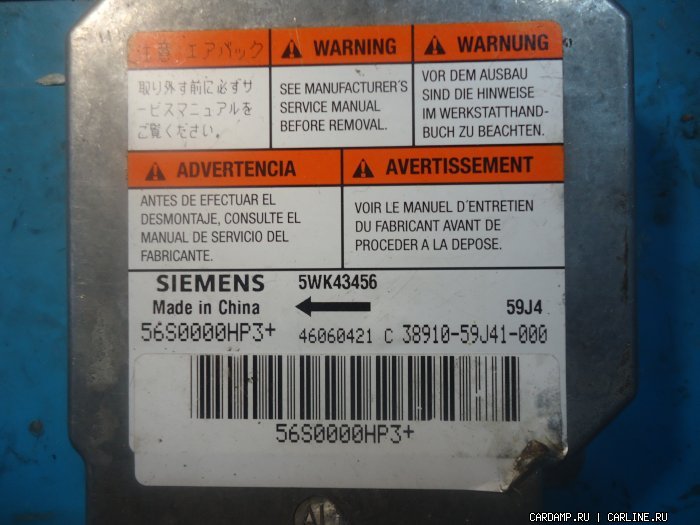 注意:エアバック
取り外す前に必ずサ
ービスマニュアルを
ご覧ください。
WARNING
SEE MANUFACTURER'S
SERVICE MANUAL
BEFORE REMOVAL.
WARNUNG
VOR DEM AUSBAU
SIND DIE HINWEISE
IM WERKSTATTHAND-
BUCH ZU BEACHTEN.
ADVERTENCIA
ANTES DE EFECTUAR EL
DESMONTAJE, CONSULTE EL
MANUAL DE SERVICIO DEL
FABRICANTE.
AVERTISSEMENT
VOIR LE MANUEL D´ENTRETIEN
DU FABRICANT AVANT DE
PROCEDER A LA DEPOSE.
SIEMENS 5WK43456
Made in China 59J4
56S0000HP3+ 46060421 C 38910-59J41-000
56S0000HP3+
CARDAMP.RU | CARLINE.RU